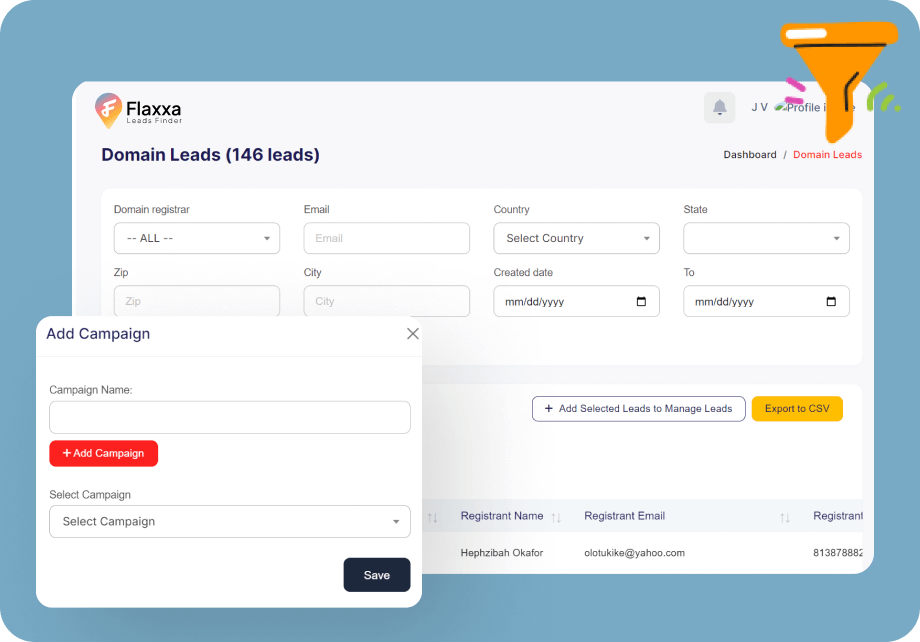 Flaxxa
Leads Finder
J V
Profile i
e
Domain Leads (146 leads)
Dashboard / Domain Leads
Domain registrar
Email
Country
State
-- ALL --
Email
Select Country
Zip
City
Created date
To
Zip
City
mm/dd/yyyy
mm/dd/yyyy
Add Campaign
Campaign Name:
+ Add Campaign
Select Campaign
Select Campaign
Save
+ Add Selected Leads to Manage Leads
Export to CSV
Registrant Name
Registrant Email
Registrant
Hephzibah Okafor
olotukike@yahoo.com
813878882